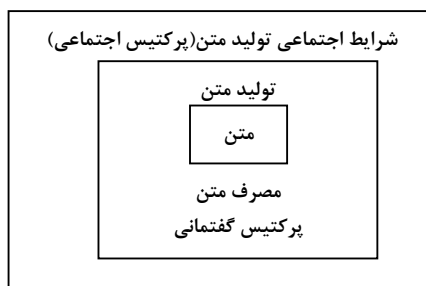 شرایط اجتماعی تولید متن(پرکتیس اجتماعی)
تولید متن
متن
مصرف متن
پرکتیس گفتمانی